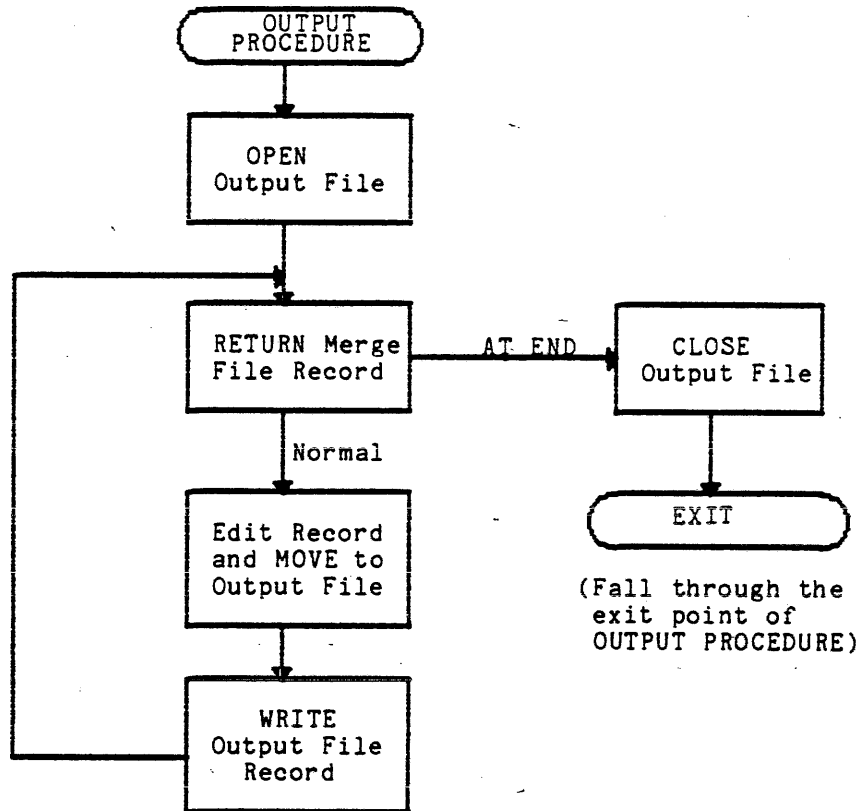 OUTPUT
PROCEDURE
OPEN
Output File
RETURN Merge
File Record
AT END
CLOSE
Output File
Normal
Edit Record
and MOVE to
Output File
EXIT
(Fall through the
exit point of
OUTPUT PROCEDURE)
WRITE
Output File
Record